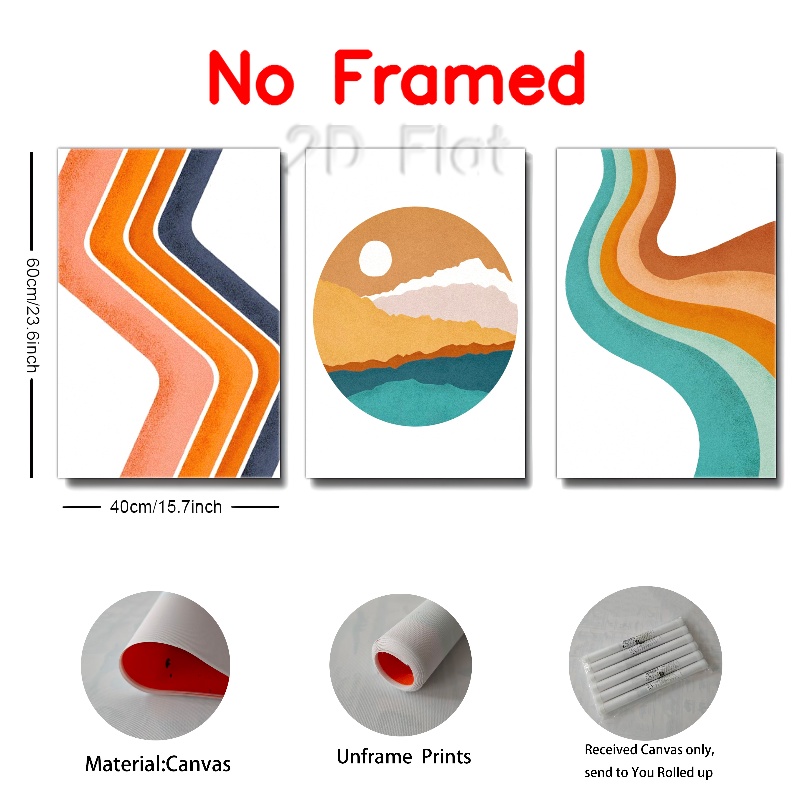 No Framed
2D Flat
60cm/23.6inch
40cm/15.7inch
Material:Canvas
Unframe Prints
Received Canvas only,
send to You Rolled up